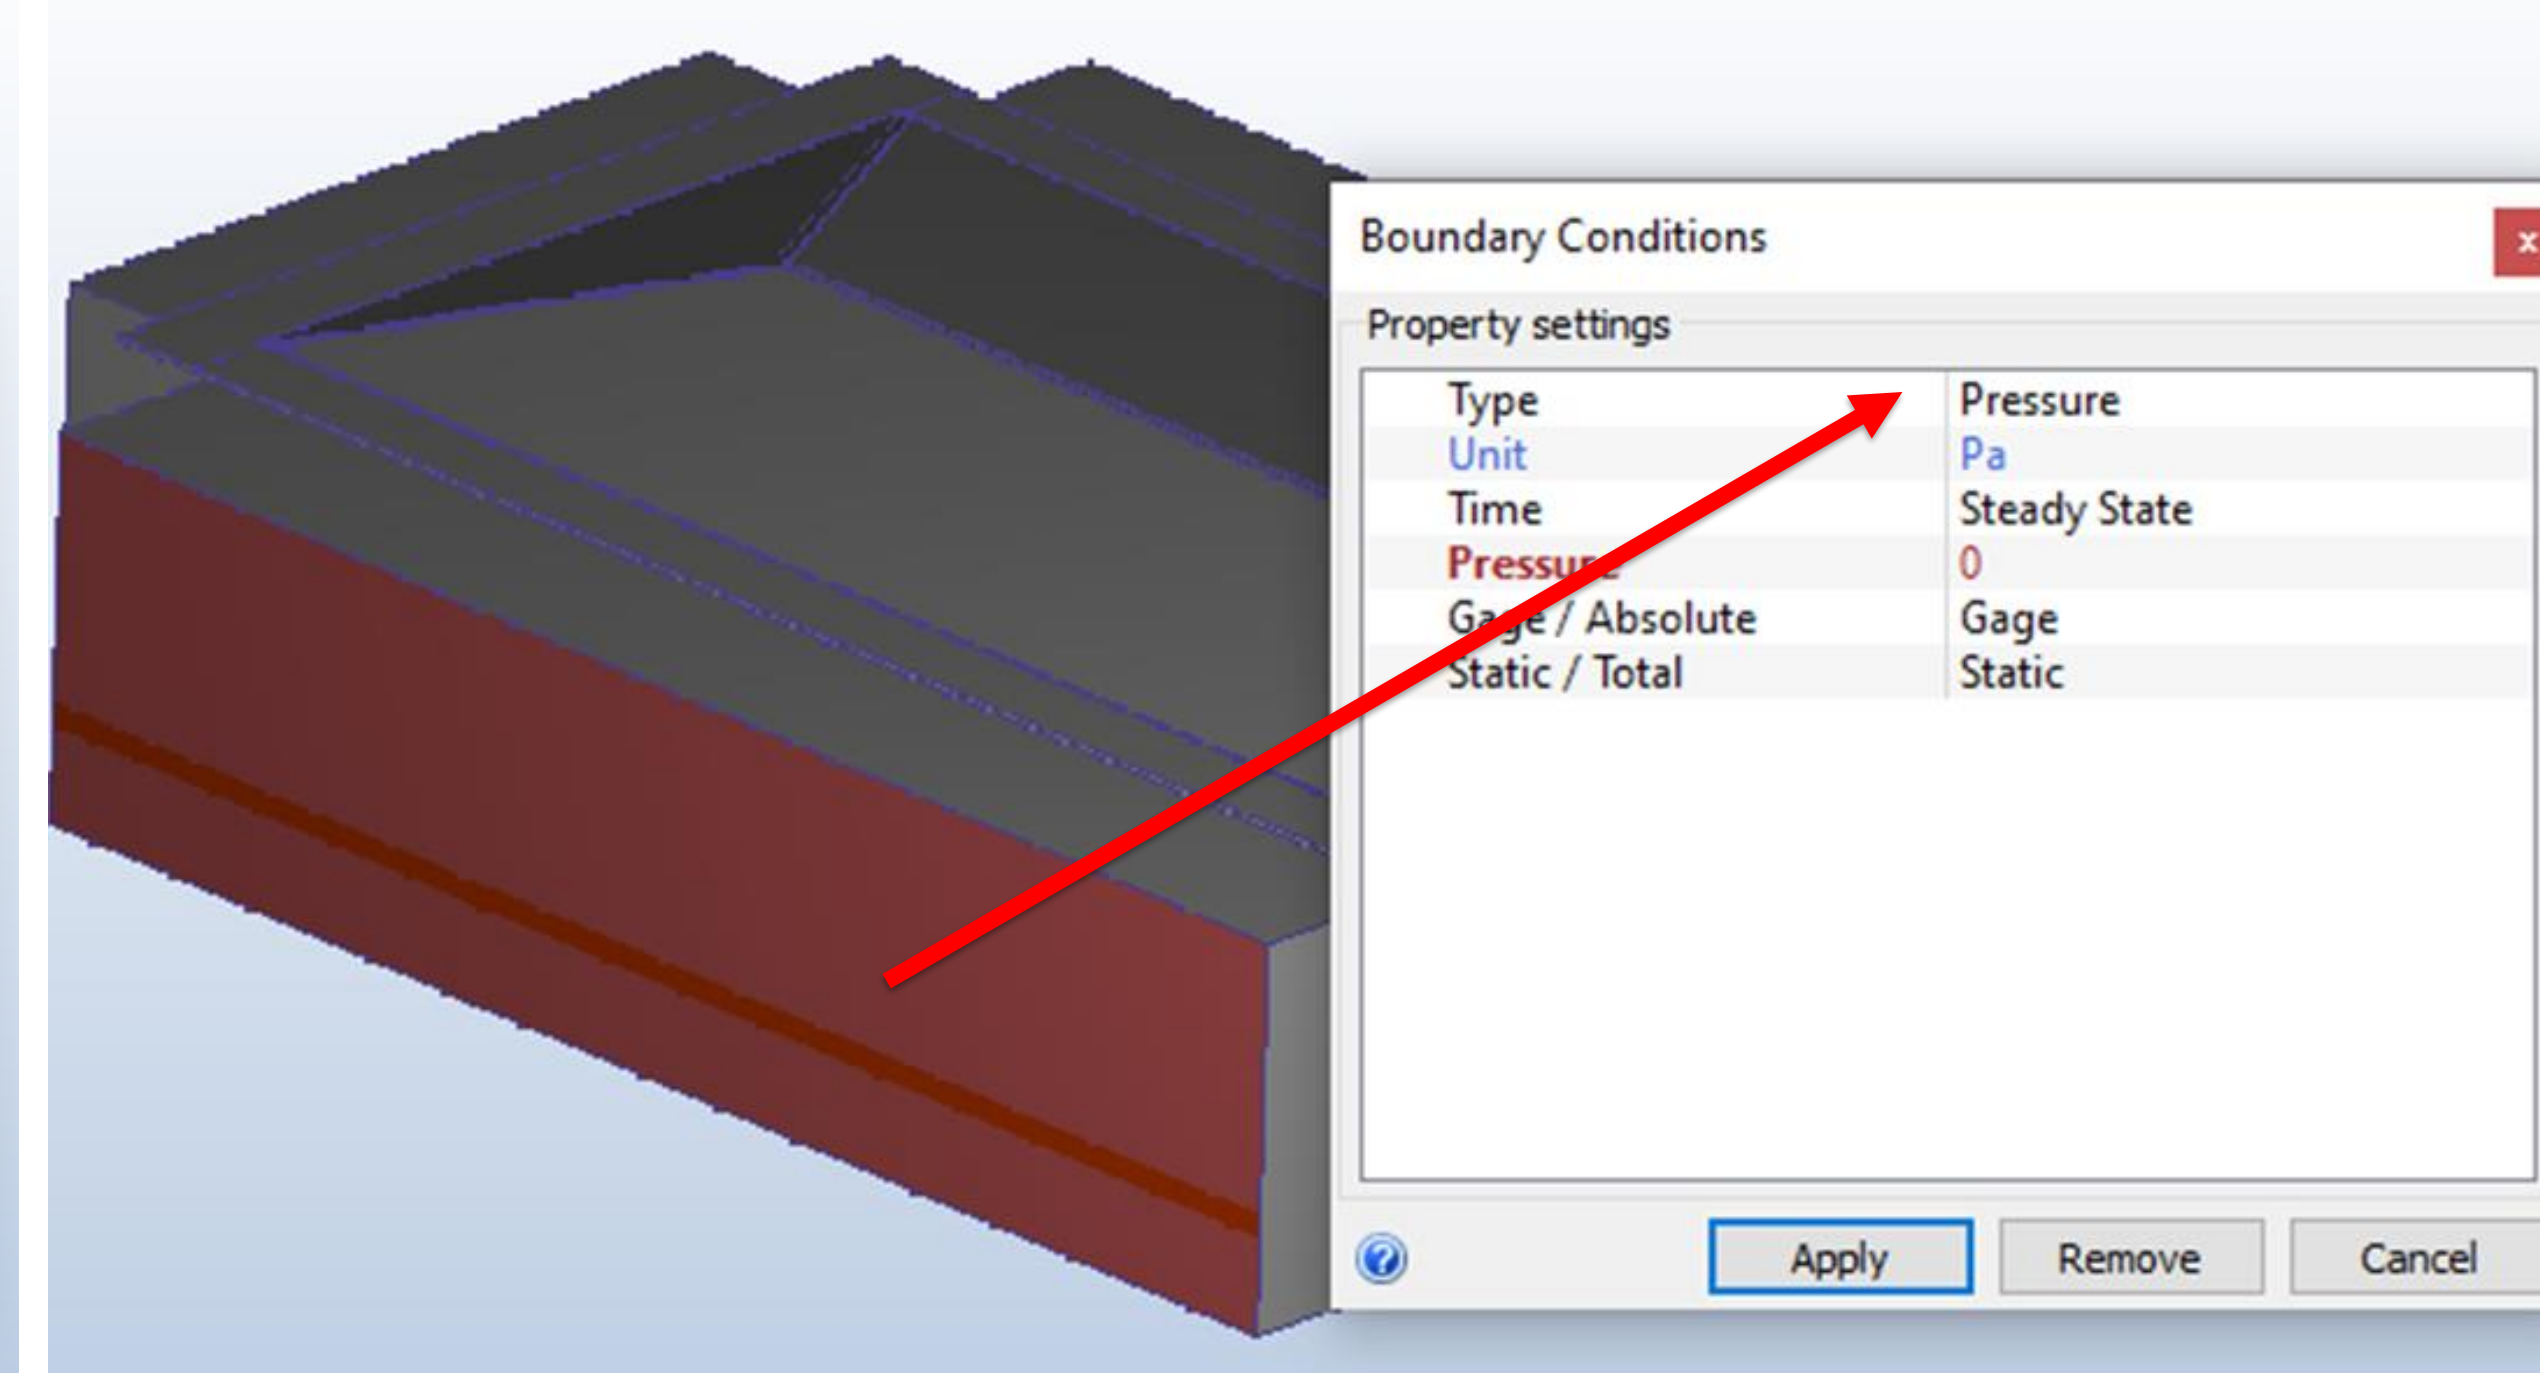 Boundary Conditions
x
Property settings
Type Pressure
Unit Pa
Time Steady State
Pressure 0
Gage / Absolute Gage
Static / Total Static
? Apply Remove Cancel